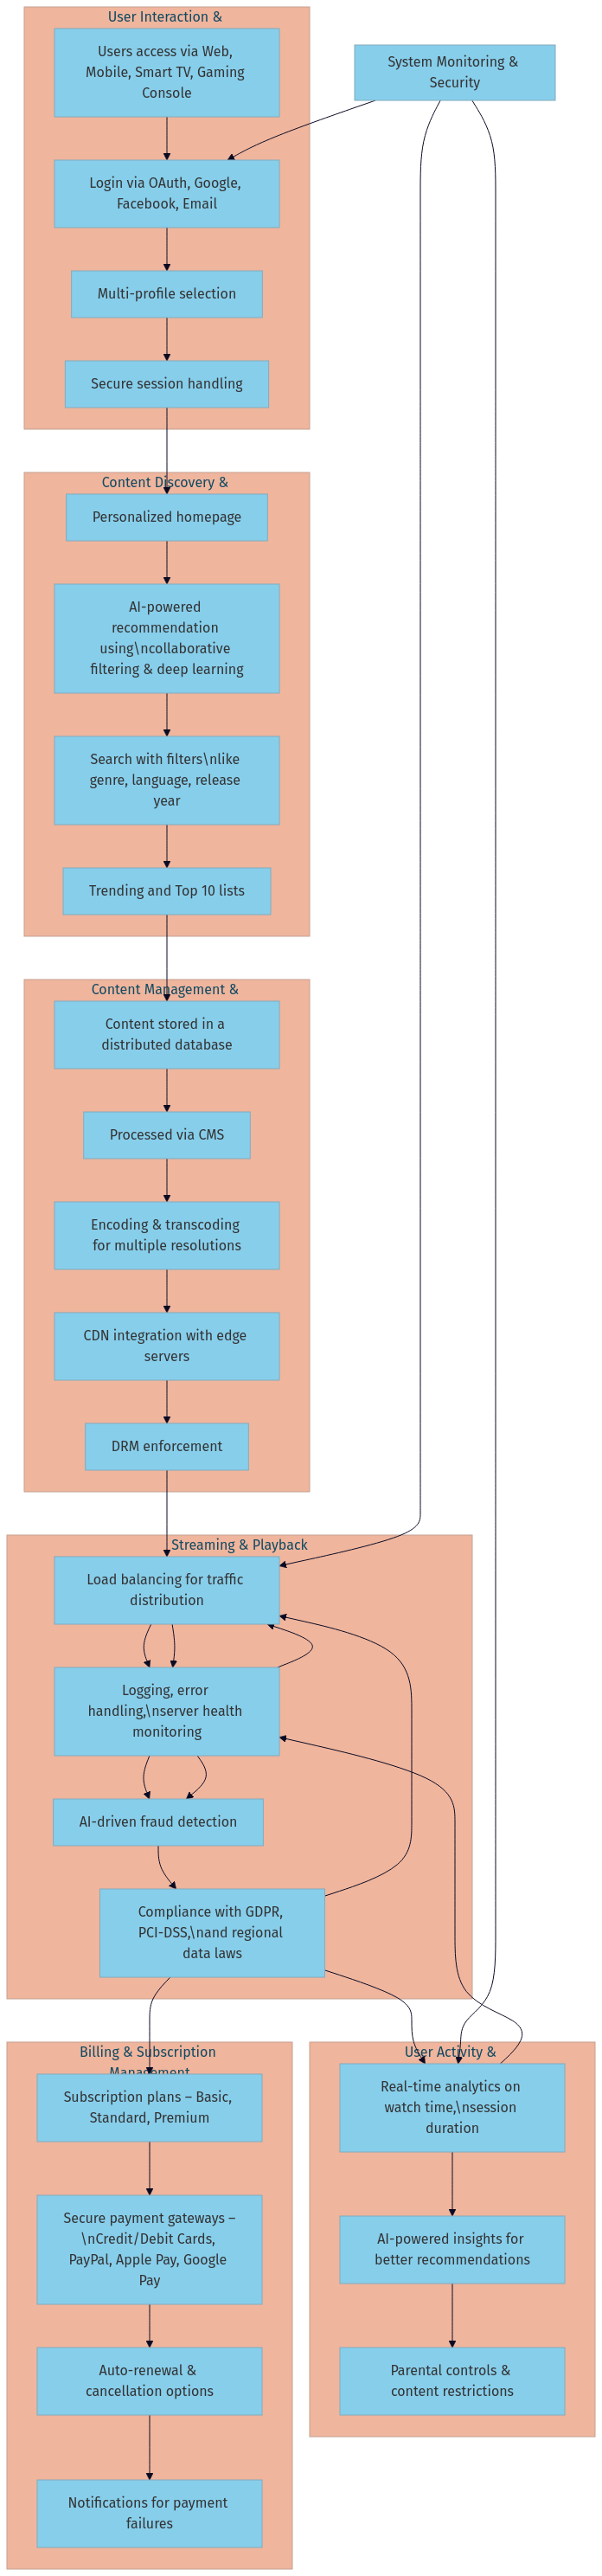 User Interaction &
Users access via Web,
Mobile, Smart TV, Gaming
Console
System Monitoring &
Security
Login via OAuth, Google,
Facebook, Email
Multi-profile selection
Secure session handling
Content Discovery &
Personalized homepage
AI-powered
recommendation
using\ncollaborative
filtering & deep learning
Search with filters\nlike
genre, language, release
year
Trending and Top 10 lists
Content Management &
Content stored in a
distributed database
Processed via CMS
Encoding & transcoding
for multiple resolutions
CDN integration with edge
servers
DRM enforcement
Streaming & Playback
Load balancing for traffic
distribution
Logging, error
handling,\nserver health
monitoring
AI-driven fraud detection
Compliance with GDPR,
PCI-DSS,\nand regional
data laws
Billing & Subscription
Management
Subscription plans – Basic,
Standard, Premium
Secure payment gateways –
\nCredit/Debit Cards,
PayPal, Apple Pay, Google
Pay
Auto-renewal &
cancellation options
Notifications for payment
failures
User Activity &
Real-time analytics on
watch time,\nsession
duration
AI-powered insights for
better recommendations
Parental controls &
content restrictions